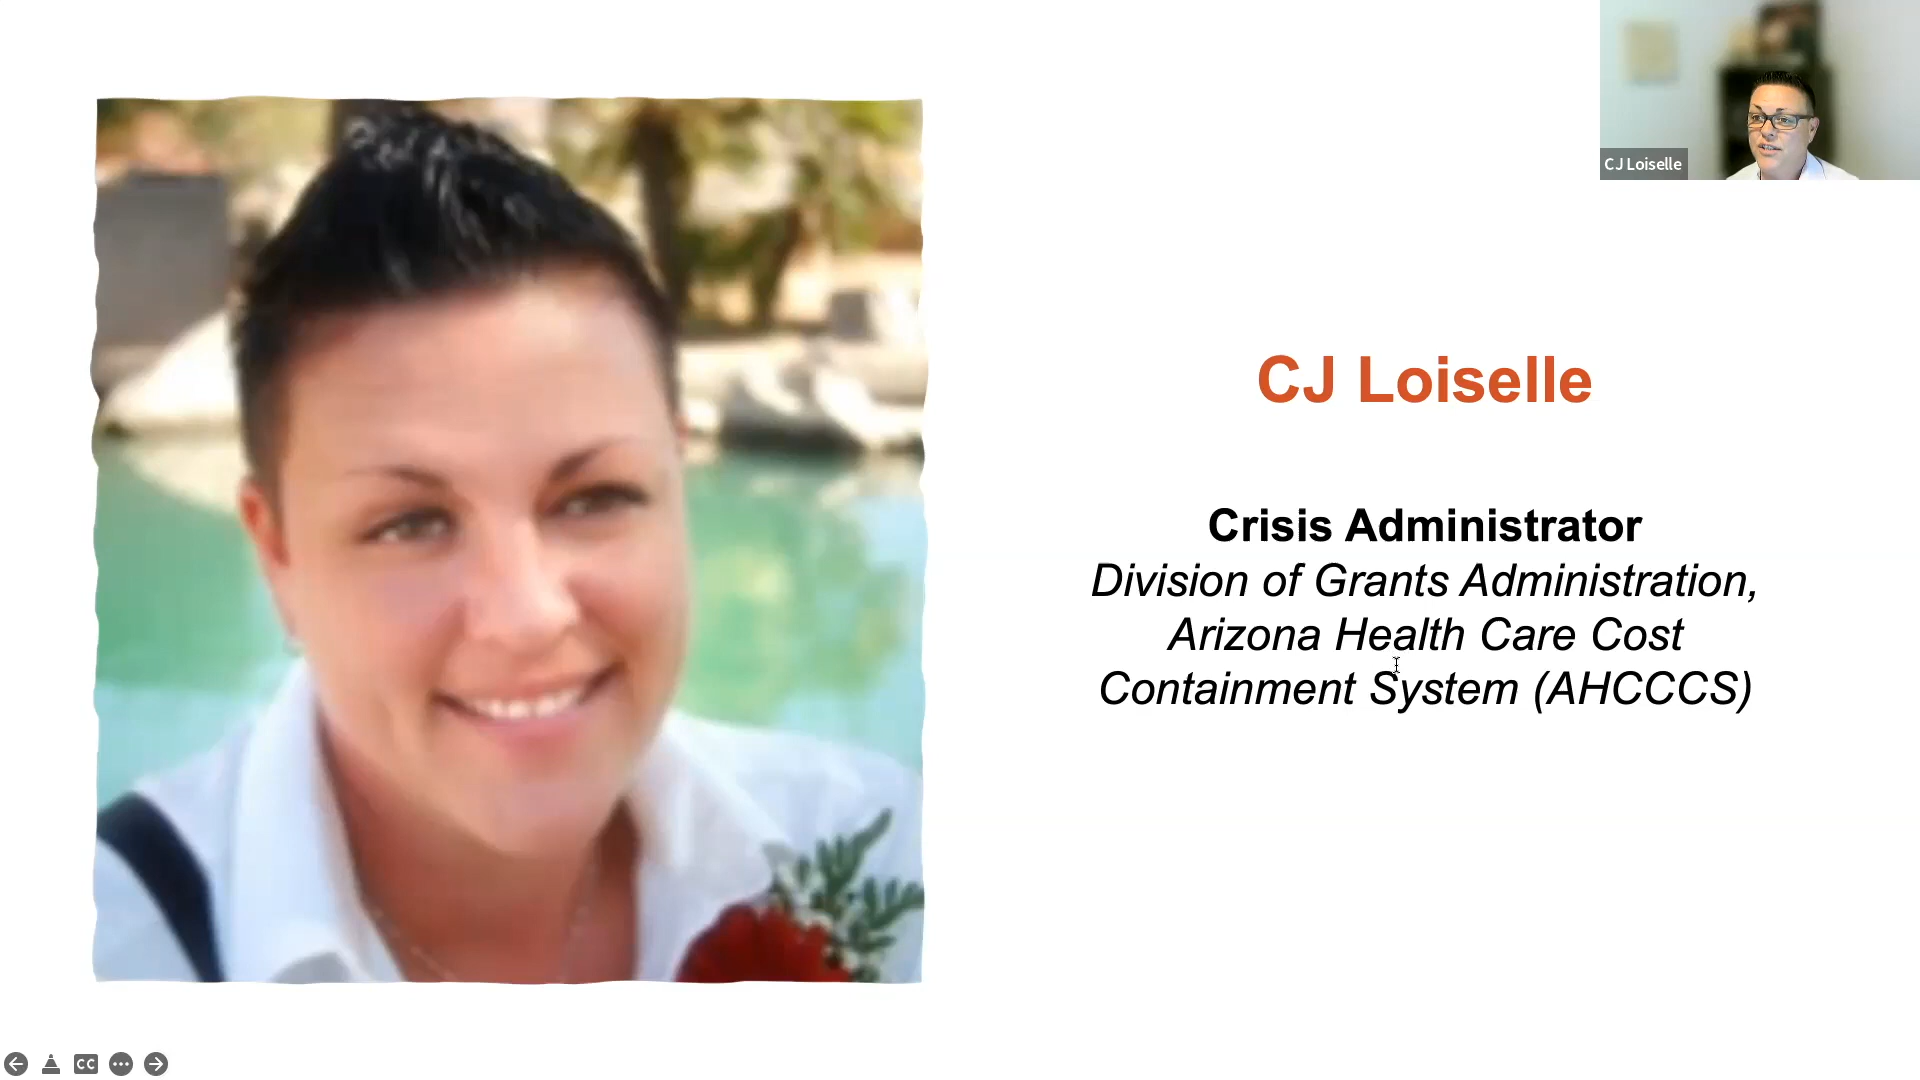 CJ Loiselle
CJ Loiselle
Crisis Administrator
Division of Grants Administration,
Arizona Health Care Cost
Containment System (AHCCCS)
CC